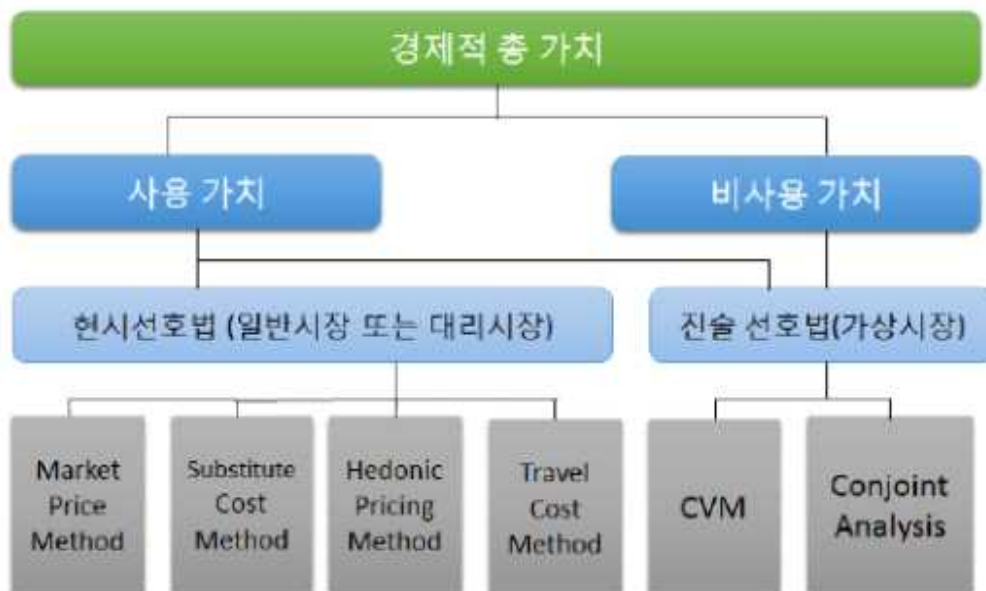 경제적 총 가치
사용 가치
비사용 가치
현시선호법 (일반시장 또는 대리시장)
진술 선호법(가상시장)
Market
Price
Method
Substitute
Cost
Method
Hedonic
Pricing
Method
Travel
Cost
Method
CVM
Conjoint
Analysis